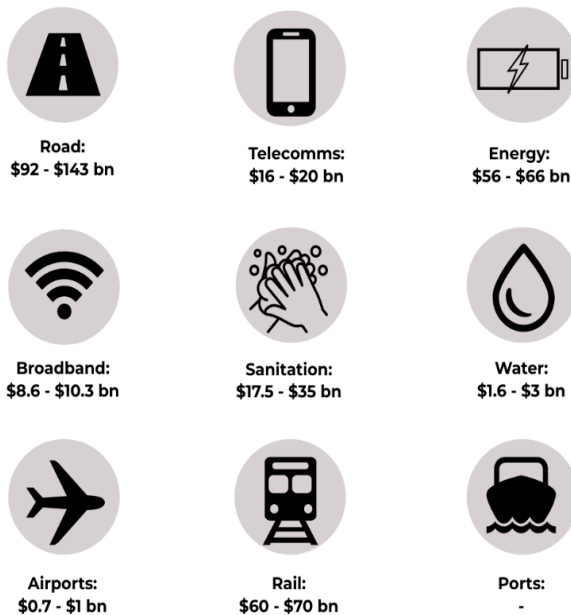 Road:
$92 - $143 bn
Telecomms:
$16 - $20 bn
Energy:
$56 - $66 bn
Broadband:
$8.6 - $10.3 bn
Sanitation:
$17.5 - $35 bn
Water:
$1.6 - $3 bn
Airports:
$0.7 - $1 bn
Rail:
$60 - $70 bn
Ports:
-